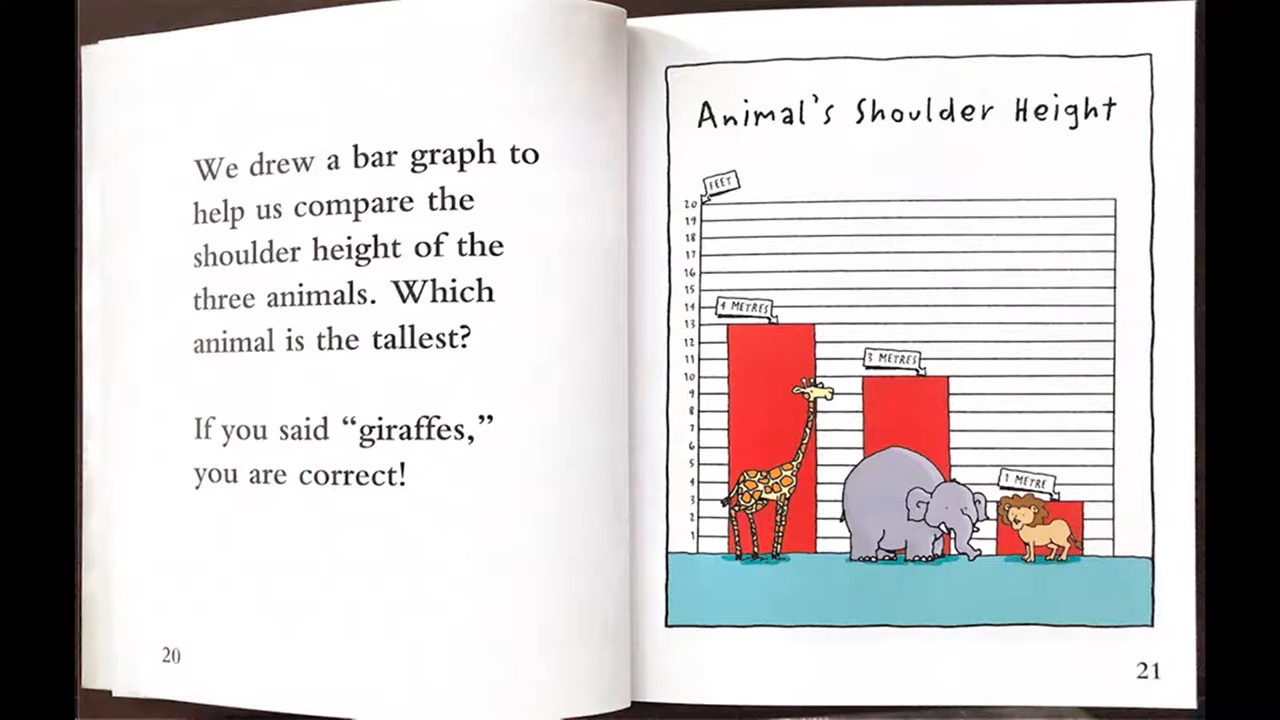 We drew a bar graph to
help us compare the
shoulder height of the
three animals. Which
animal is the tallest?
If you said “giraffes,”
you are correct!
20
Animal's Shoulder Height
FEET
20
19
18
17
16
15
14
13
12
11
10
9
8
7
6
5
4
3
2
1
4 METRES
3 METRES
1 METRE
21